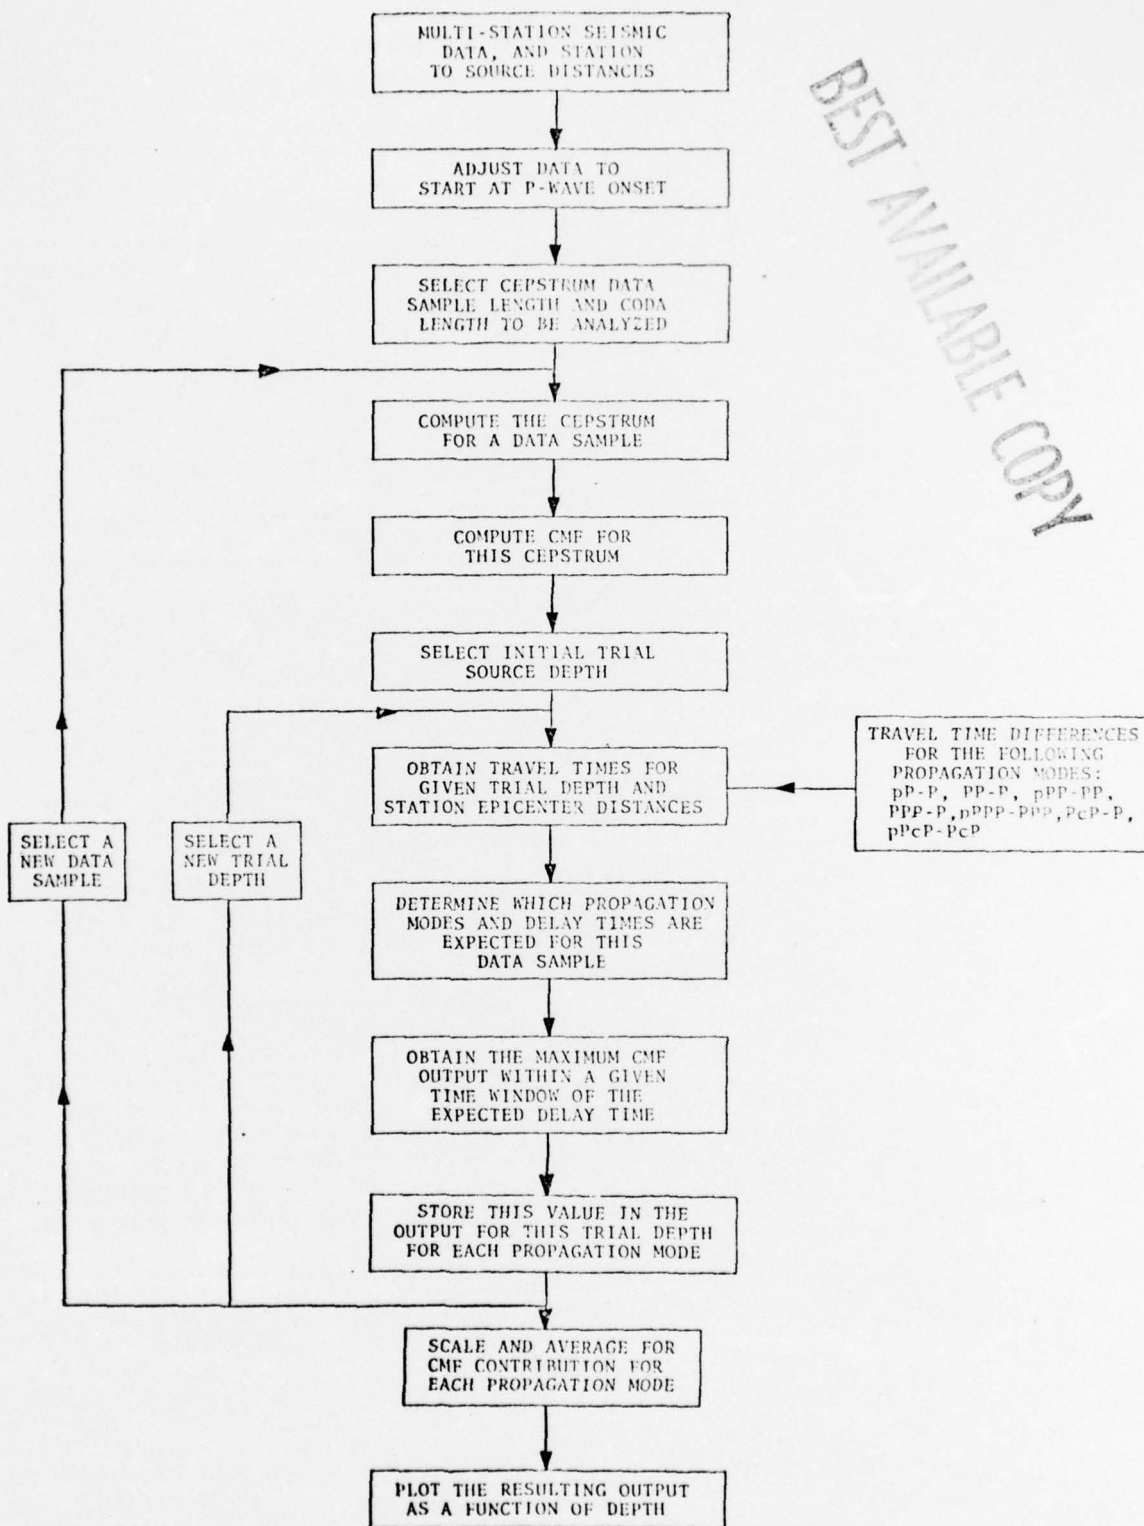 MULTI-STATION SEISMIC
DATA, AND STATION
TO SOURCE DISTANCES
BEST AVAILABLE COPY
ADJUST DATA TO
START AT P-WAVE ONSET
SELECT CEPSTRUM DATA
SAMPLE LENGTH AND CODA
LENGTH TO BE ANALYZED
COMPUTE THE CEPSTRUM
FOR A DATA SAMPLE
COMPUTE CMF FOR
THIS CEPSTRUM
SELECT INITIAL TRIAL
SOURCE DEPTH
OBTAIN TRAVEL TIMES FOR
GIVEN TRIAL DEPTH AND
STATION EPICENTER DISTANCES
TRAVEL TIME DIFFERENCES
FOR THE FOLLOWING
PROPAGATION MODES:
pP-P, PP-P, pPP-PP,
PPP-P,pPPP-PPP,PcP-P,
pPcP-PcP
SELECT A
NEW DATA
SAMPLE
SELECT A
NEW TRIAL
DEPTH
DETERMINE WHICH PROPAGATION
MODES AND DELAY TIMES ARE
EXPECTED FOR THIS
DATA SAMPLE
OBTAIN THE MAXIMUM CMF
OUTPUT WITHIN A GIVEN
TIME WINDOW OF THE
EXPECTED DELAY TIME
STORE THIS VALUE IN THE
OUTPUT FOR THIS TRIAL DEPTH
FOR EACH PROPAGATION MODE
SCALE AND AVERAGE FOR
CMF CONTRIBUTION FOR
EACH PROPAGATION MODE
PLOT THE RESULTING OUTPUT
AS A FUNCTION OF DEPTH